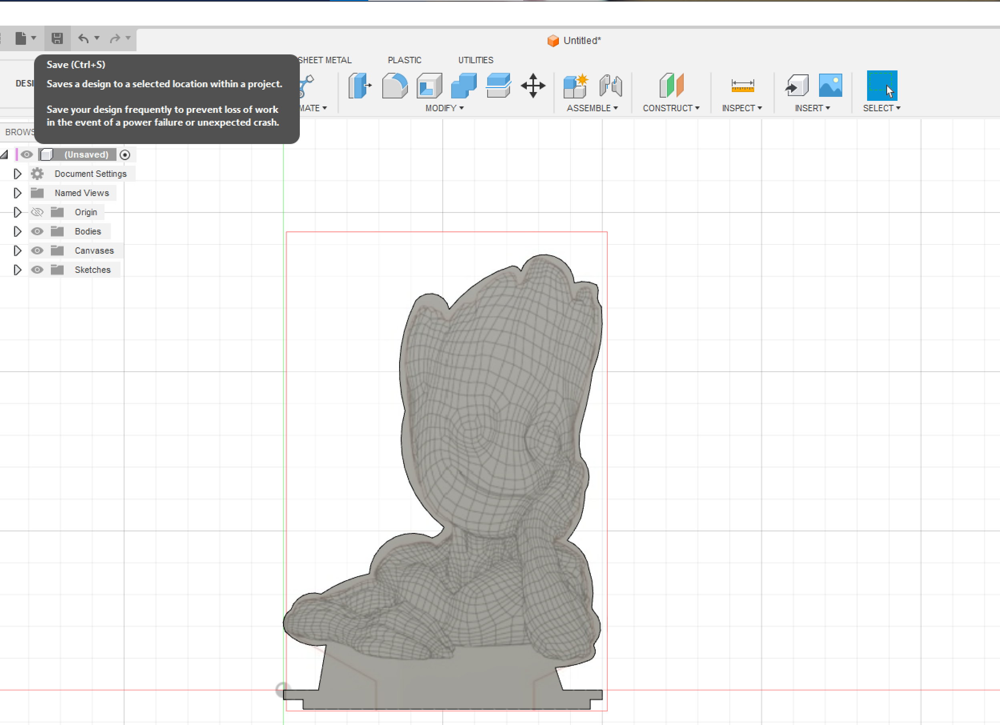 Untitled*
Save (Ctrl+S)
Saves a design to a selected location within a project.
Save your design frequently to prevent loss of work
in the event of a power failure or unexpected crash.
SHEET METAL
PLASTIC
UTILITIES
DESI
MATE
MODIFY
ASSEMBLE
CONSTRUCT
INSPECT
INSERT
SELECT
BROWS
(Unsaved)
Document Settings
Named Views
Origin
Bodies
Canvases
Sketches